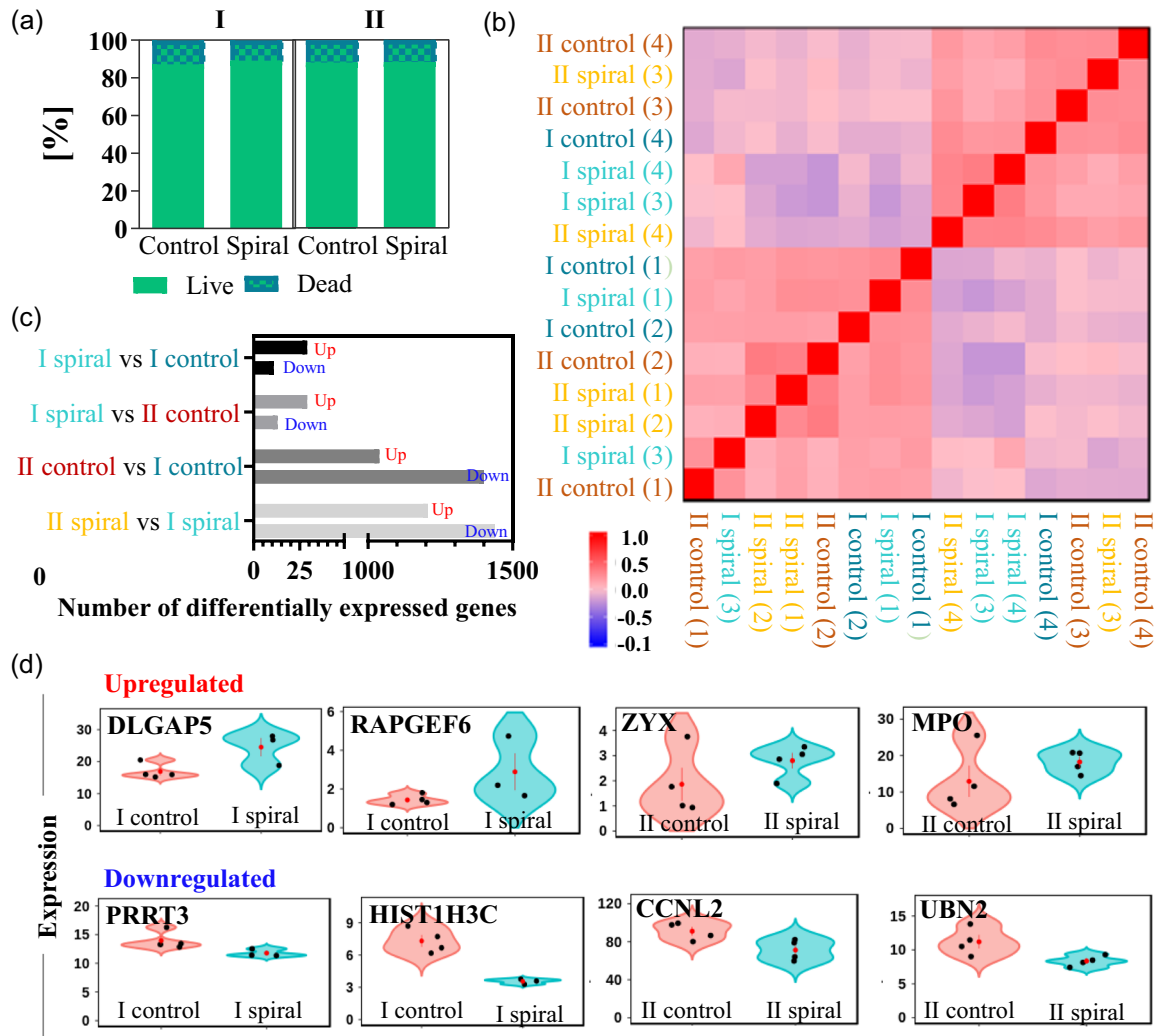 (a)
I
II
[%]
100
80
60
40
20
0
Control
Spiral
Control
Spiral
Live
Dead
(b)
II control (4)
II spiral (3)
II control (3)
I control (4)
I spiral (4)
I spiral (3)
II spiral (4)
I control (1)
I spiral (1)
I control (2)
II control (2)
II spiral (1)
II spiral (2)
I spiral (3)
II control (1)
II control (1)
I spiral (3)
II spiral (2)
II spiral (1)
II control (2)
I control (2)
I spiral (1)
I control (1)
II spiral (4)
I spiral (3)
I spiral (4)
I control (4)
II control (3)
II spiral (3)
II control (4)
1.0
0.5
0.0
-0.5
-0.1
(c)
I spiral vs I control
Up
Down
I spiral vs II control
Up
Down
II control vs I control
Up
Down
II spiral vs I spiral
Up
Down
0
0
25
1000
1500
Number of differentially expressed genes
(d)
Expression
Upregulated
DLGAP5
30
20
10
0
I control
I spiral
RAPGEF6
6
4
2
0
I control
I spiral
ZYX
4
3
2
1
0
II control
II spiral
MPO
30
20
10
0
II control
II spiral
Downregulated
PRRT3
20
15
10
5
0
I control
I spiral
HIST1H3C
9
6
3
0
I control
I spiral
CCNL2
120
80
40
0
II control
II spiral
UBN2
15
10
5
0
II control
II spiral